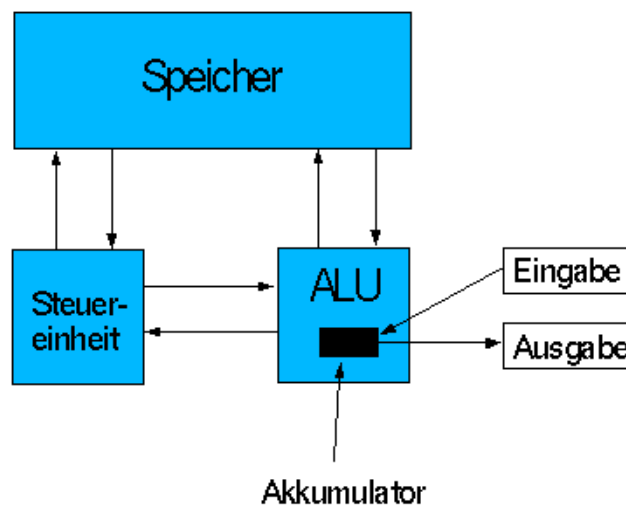 Speicher
Steuer-
einheit
ALU
Eingabe
Ausgabe
Akkumulator